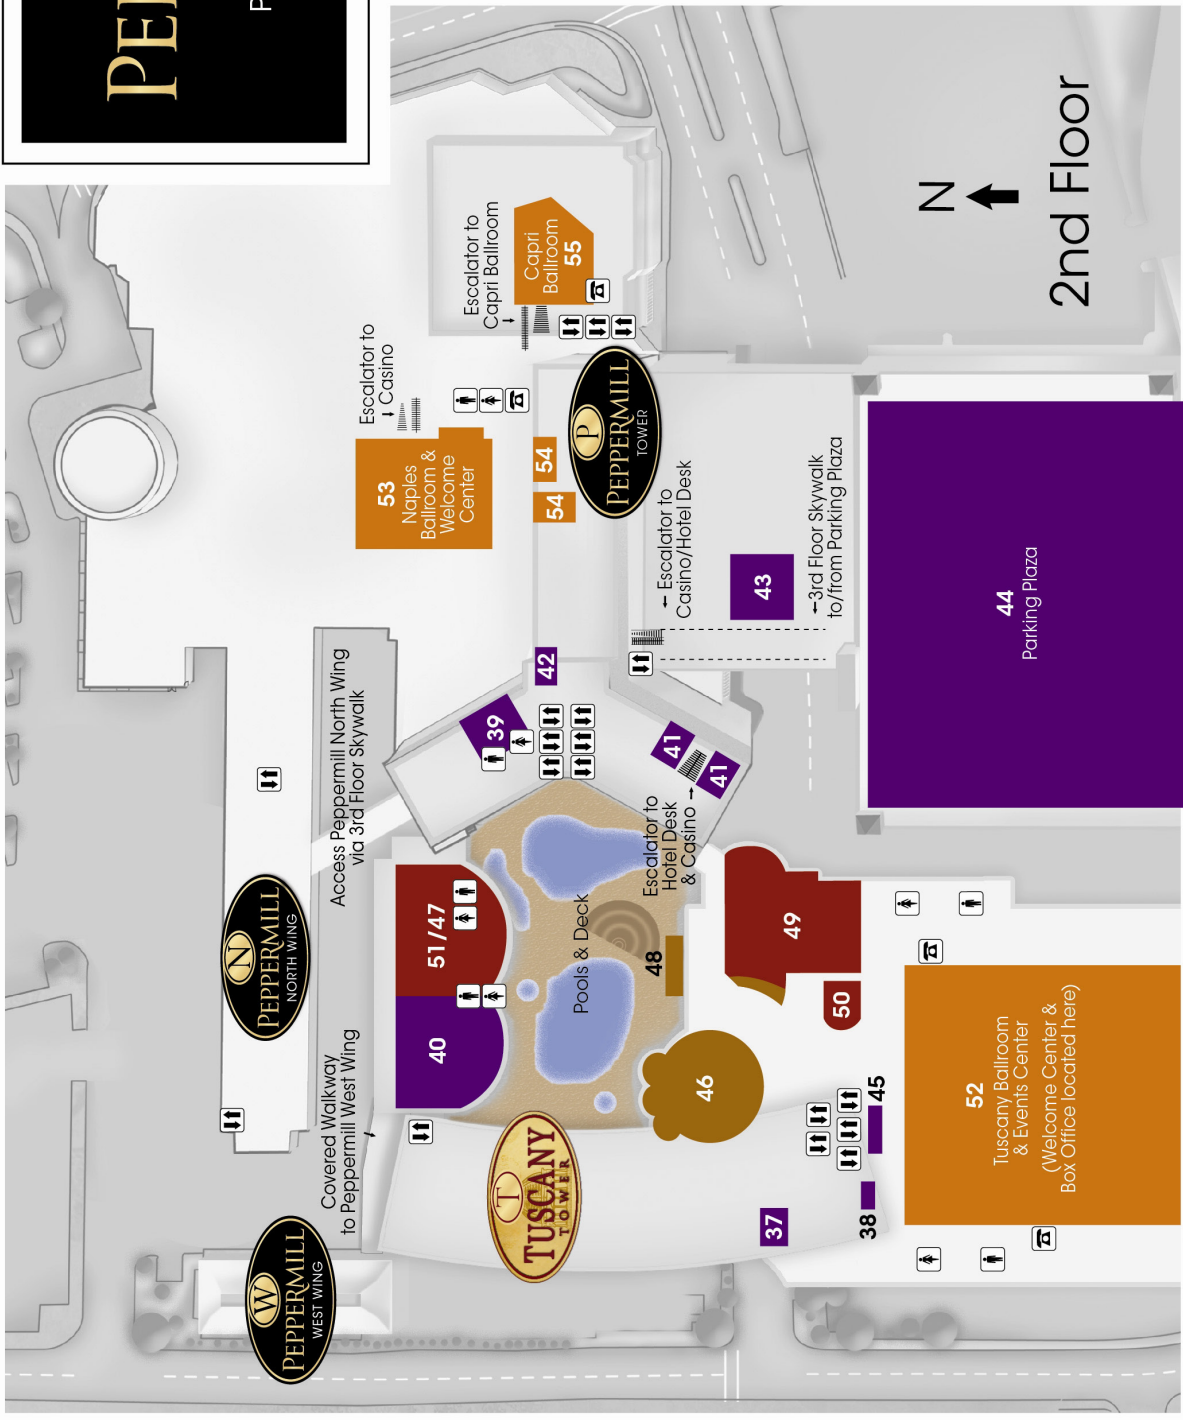 PE
P
2nd Floor
N
Escalator to
Capri Ballroom
Capri
Ballroom
55
Escalator to
Casino
53
Naples
Ballroom &
Welcome
Center
54
54
P
PEPPERMILL
TOWER
Escalator to
Casino/Hotel Desk
43
3rd Floor Skywalk
to/from Parking Plaza
44
Parking Plaza
Access Peppermill North Wing
via 3rd Floor Skywalk
42
39
41
41
Escalator to
Hotel Desk
& Casino
N
PEPPERMILL
NORTH WING
51/47
40
Pools & Deck
48
49
50
46
45
38
37
52
Tuscany Ballroom
& Events Center
(Welcome Center &
Box Office located here)
Covered Walkway
to Peppermill West Wing
T
TUSCANY
TOWER
W
PEPPERMILL
WEST WING